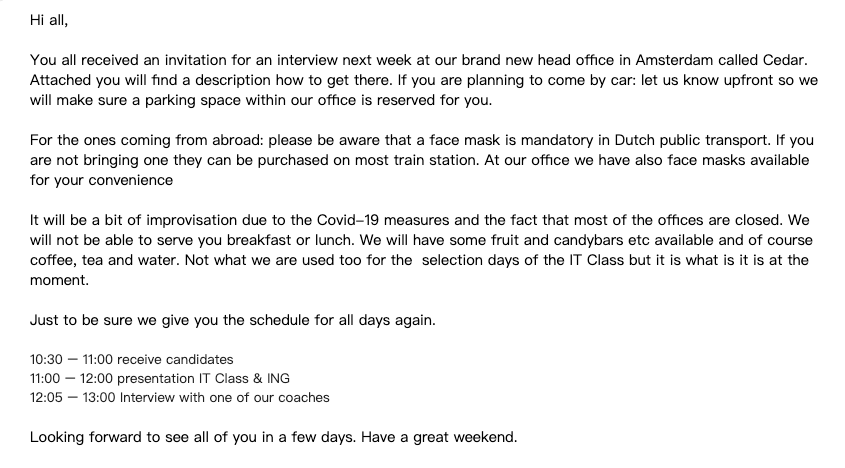 Hi all,
You all received an invitation for an interview next week at our brand new head office in Amsterdam called Cedar.
Attached you will find a description how to get there. If you are planning to come by car: let us know upfront so we
will make sure a parking space within our office is reserved for you.
For the ones coming from abroad: please be aware that a face mask is mandatory in Dutch public transport. If you
are not bringing one they can be purchased on most train station. At our office we have also face masks available
for your convenience
It will be a bit of improvisation due to the Covid–19 measures and the fact that most of the offices are closed. We
will not be able to serve you breakfast or lunch. We will have some fruit and candybars etc available and of course
coffee, tea and water. Not what we are used too for the  selection days of the IT Class but it is what is it is at the
moment.
Just to be sure we give you the schedule for all days again.
10:30 – 11:00 receive candidates
11:00 – 12:00 presentation IT Class & ING
12:05 – 13:00 Interview with one of our coaches
Looking forward to see all of you in a few days. Have a great weekend.